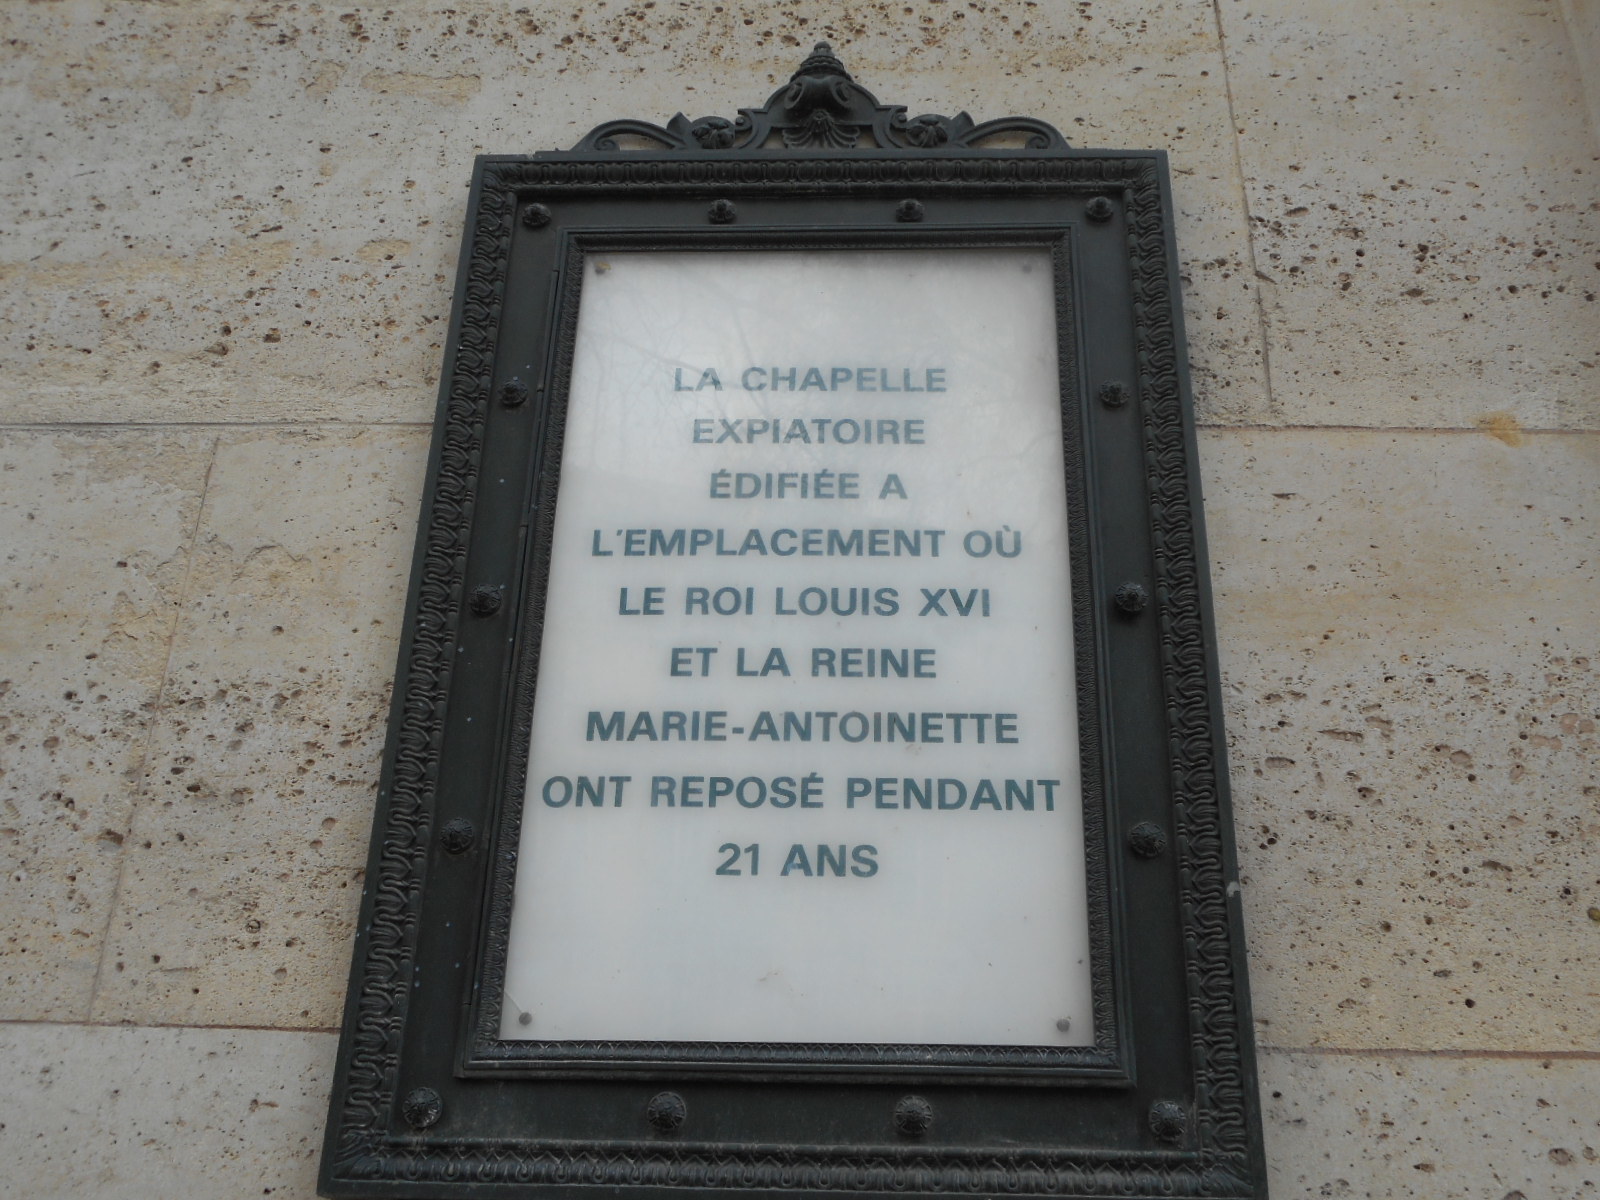 LA CHAPELLE
EXPIATOIRE
ÉDIFIÉE A
L'EMPLACEMENT OÙ
LE ROI LOUIS XVI
ET LA REINE
MARIE-ANTOINETTE
ONT REPOSÉ PENDANT
21 ANS